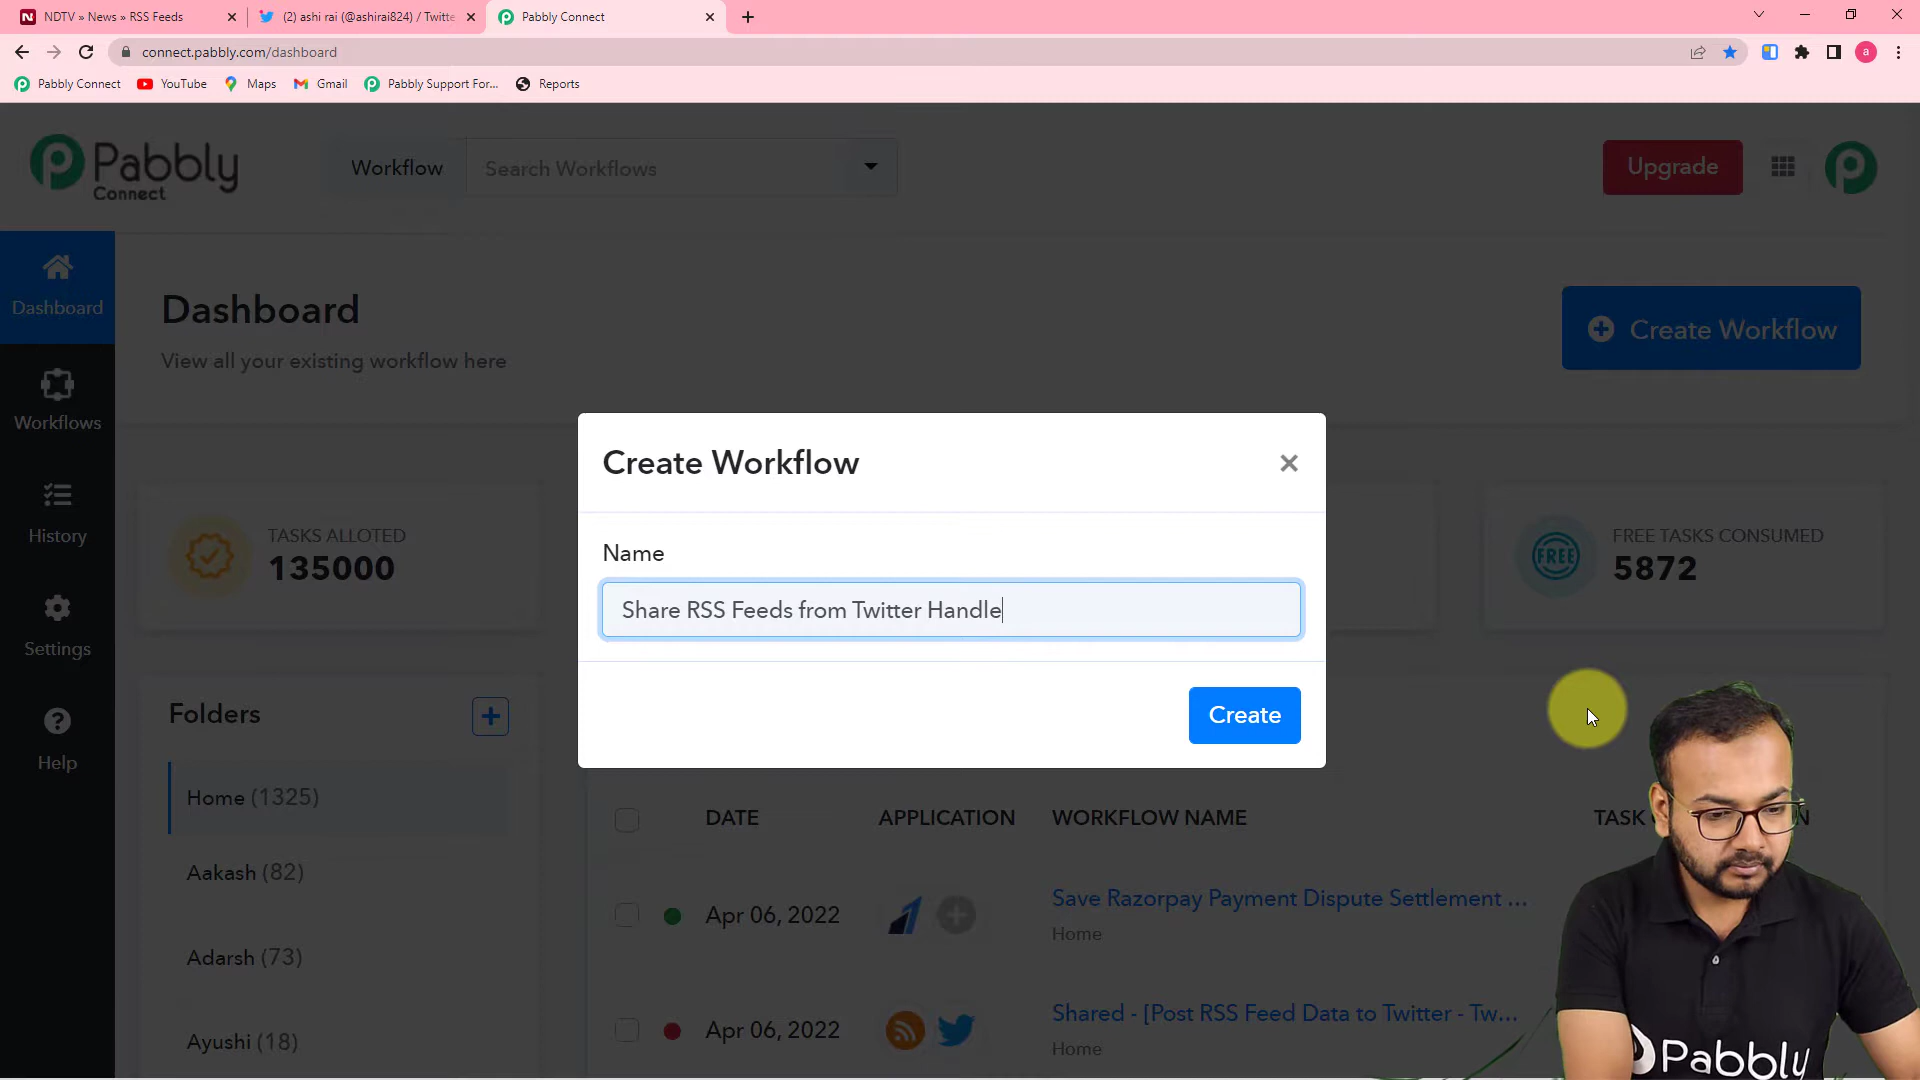 NDTV » News » RSS Feeds
(2) ashi rai (@ashirai824) / Twitte
Pabbly Connect
connect.pabbly.com/dashboard
a
Pabbly Connect
YouTube
Maps
Gmail
Pabbly Support For...
Reports
Pabbly
Connect
Workflow
Search Workflows
Upgrade
Dashboard
Dashboard
View all your existing workflow here
Create Workflow
Workflows
Create Workflow
TASKS ALLOTED
135000
FREE
FREE TASKS CONSUMED
5872
History
Name
Share RSS Feeds from Twitter Handle
Settings
Create
Folders
Help
Home (1325)
DATE
APPLICATION
WORKFLOW NAME
Aakash (82)
Apr 06, 2022
Save Razorpay Payment Dispute Settlement ...
Home
Adarsh (73)
Apr 06, 2022
Shared - [Post RSS Feed Data to Twitter - Tw...
Home
Ayushi (18)
Pabbly